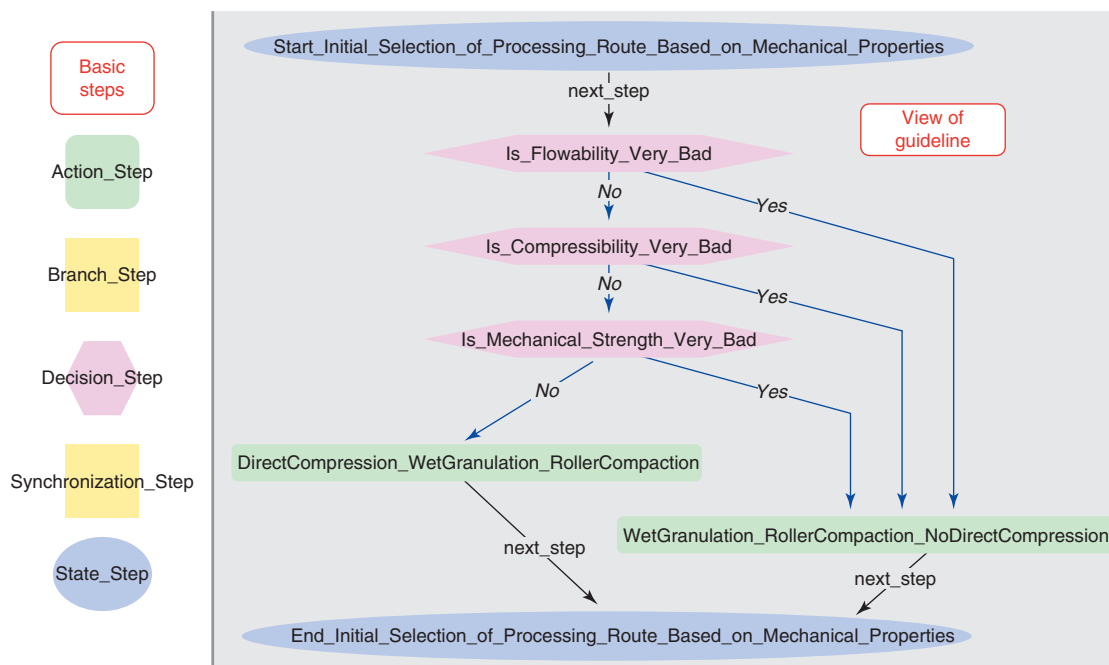 Basic
steps
Action_Step
Branch_Step
Decision_Step
Synchronization_Step
State_Step
Start_Initial_Selection_of_Processing_Route_Based_on_Mechanical_Properties
next_step
View of
guideline
Is_Flowability_Very_Bad
No
Yes
Is_Compressibility_Very_Bad
No
Yes
Is_Mechanical_Strength_Very_Bad
No
Yes
DirectCompression_WetGranulation_RollerCompaction
WetGranulation_RollerCompaction_NoDirectCompression
next_step
next_step
End_Initial_Selection_of_Processing_Route_Based_on_Mechanical_Properties